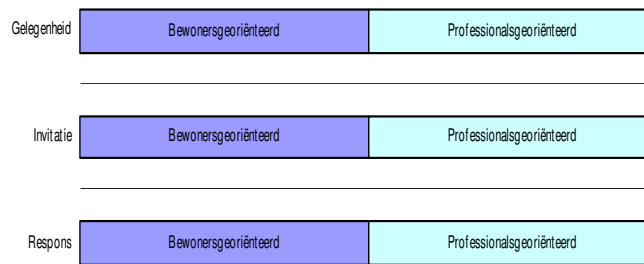 Gelegenheid Bewonersgeoriënteerd Professionalsgeoriënteerd
Invitatie Bewonersgeoriënteerd Professionalsgeoriënteerd
Respons Bewonersgeoriënteerd Professionalsgeoriënteerd